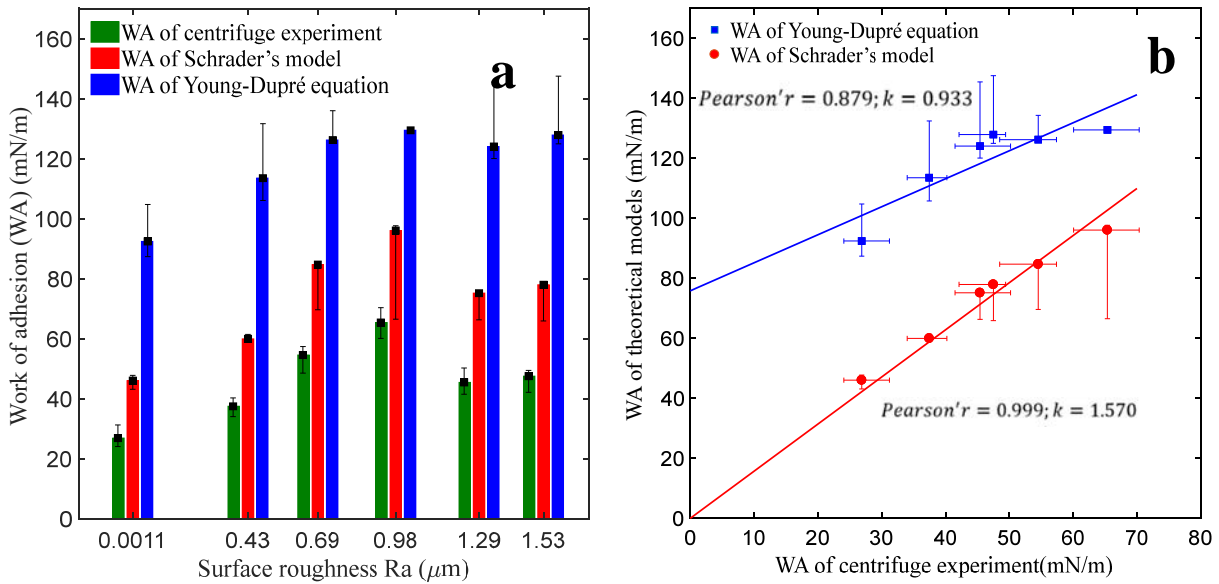 WA of centrifuge experiment
WA of Schrader's model
WA of Young-Dupré equation
a
160
140
120
100
80
60
40
20
0
Work of adhesion (WA) (mN/m)
0.0011 0.43 0.69 0.98 1.29 1.53
Surface roughness Ra (μm)
WA of Young-Dupré equation
WA of Schrader's model
b
Pearson'r = 0.879; k = 0.933
Pearson'r = 0.999; k = 1.570
160
140
120
100
80
60
40
20
0
WA of theoretical models (mN/m)
0 10 20 30 40 50 60 70 80
WA of centrifuge experiment(mN/m)